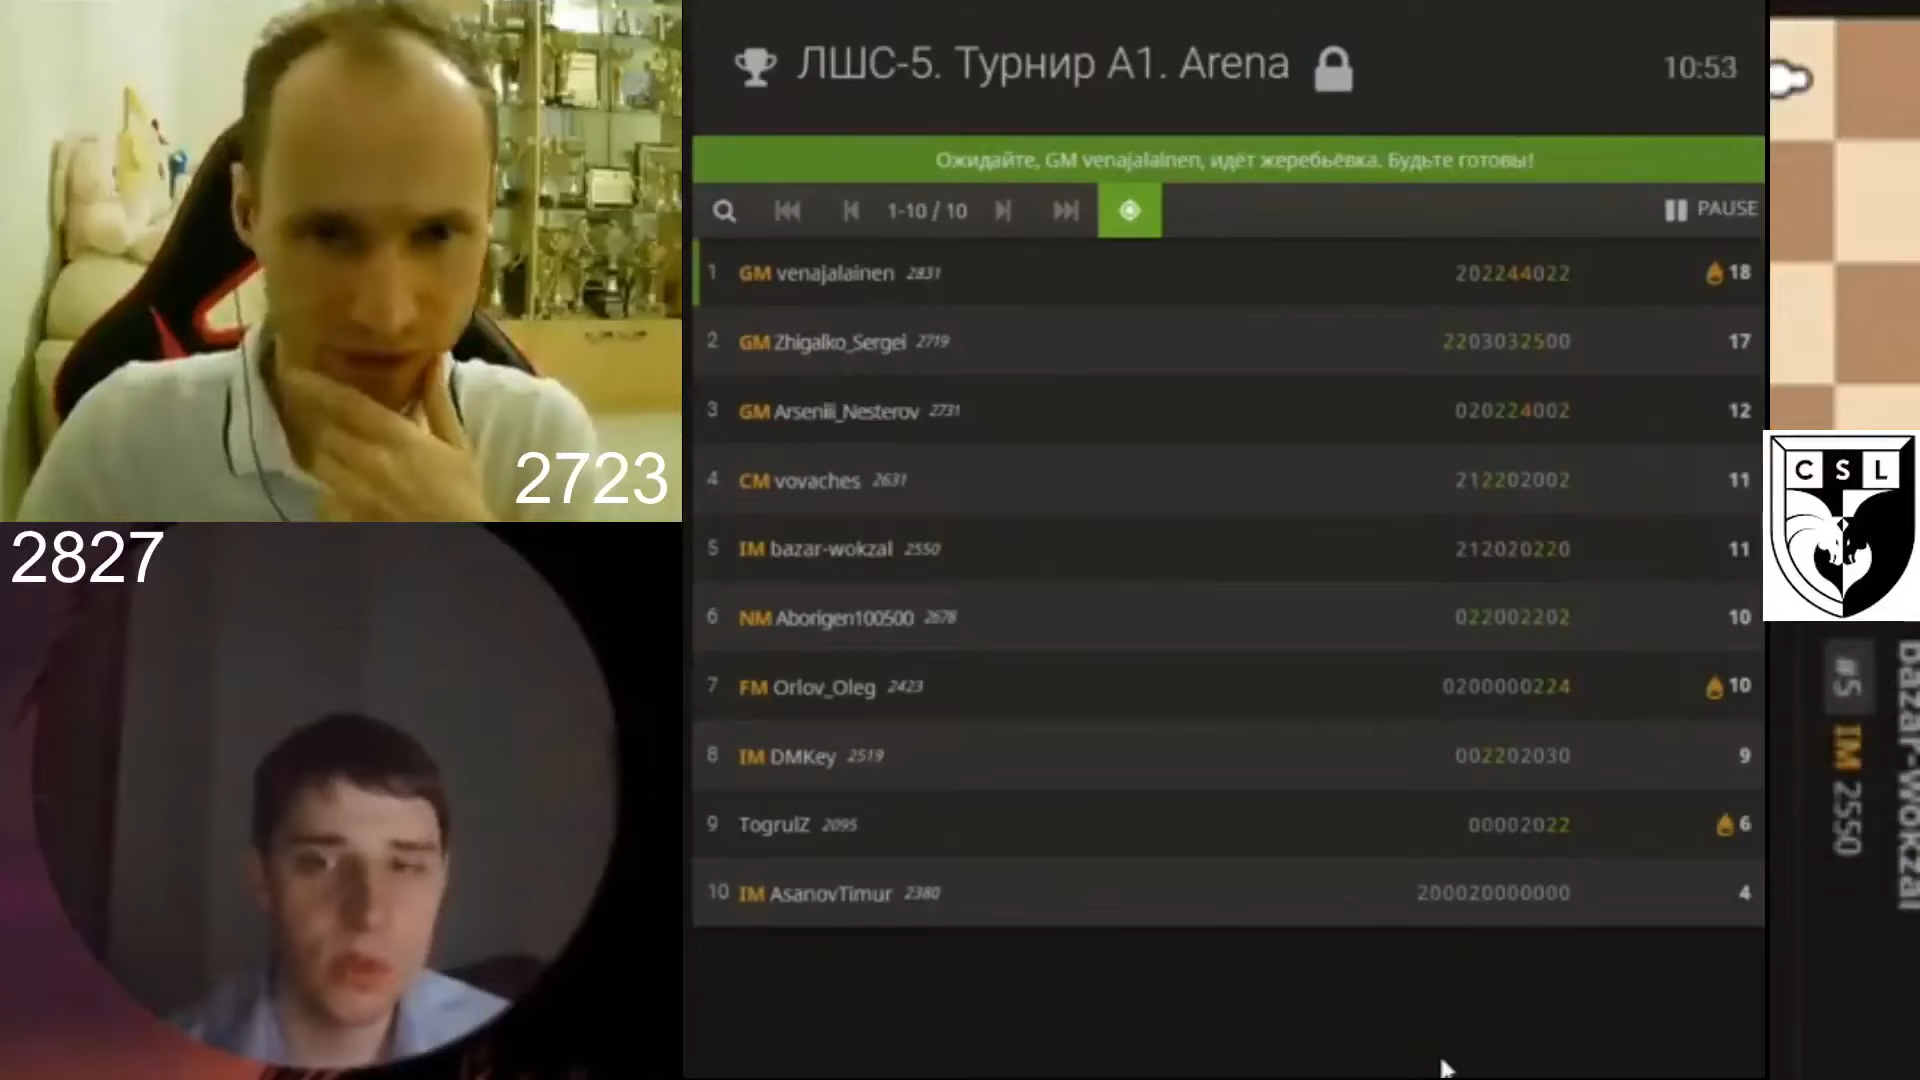 2723
2827
ЛШС-5. Турнир А1. Arena
10:53
Ожидайте, GM venajalainen, идёт жеребьёвка. Будьте готовы!
1-10 / 10
PAUSE
1 GM venajalainen 2831 202244022 18
2 GM Zhigalko_Sergei 2719 2203032500 17
3 GM Arsenii_Nesterov 2731 020224002 12
4 CM vovaches 2631 212202002 11
5 IM bazar-wokzal 2550 212020220 11
6 NM Aborigen100500 2678 022002202 10
7 FM Orlov_Oleg 2423 0200000224 10
8 IM DMKey 2519 002202030 9
9 TogrulZ 2095 00002022 6
10 IM AsanovTimur 2380 200020000000 4
CSL
#5 IM 2550
bazar-wokzal